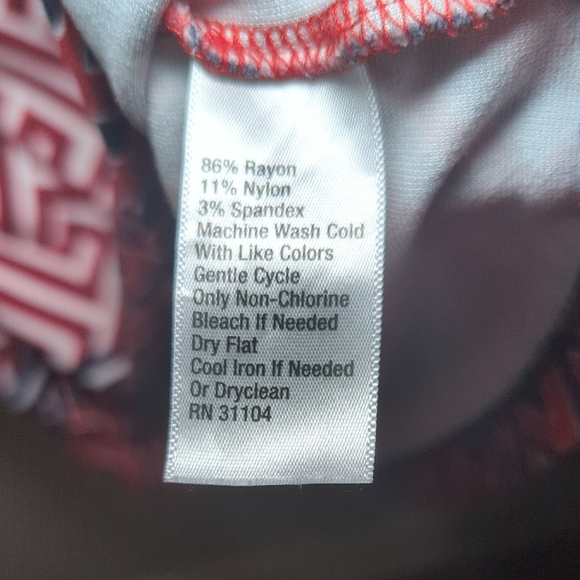 86% Rayon
11% Nylon
3% Spandex
Machine Wash Cold
With Like Colors
Gentle Cycle
Only Non-Chlorine
Bleach If Needed
Dry Flat
Cool Iron If Needed
Or Dryclean
RN 31104